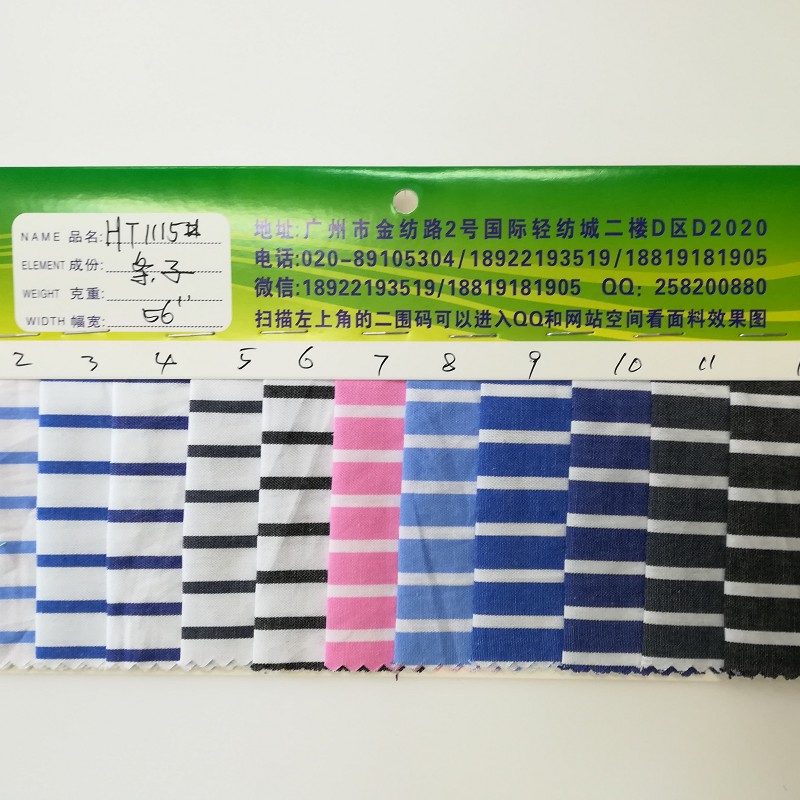 NAME 品名: HT1115#
ELEMENT 成份: 条子
WEIGHT 克重:
WIDTH 幅宽: 56"
地址:广州市金纺路2号国际轻纺城二楼D区D2020
电话:020-89105304/18922193519/18819181905
微信:18922193519/18819181905 QQ: 258200880
扫描左上角的二围码可以进入QQ和网站空间看面料效果图
2 3 4 5 6 7 8 9 10 11